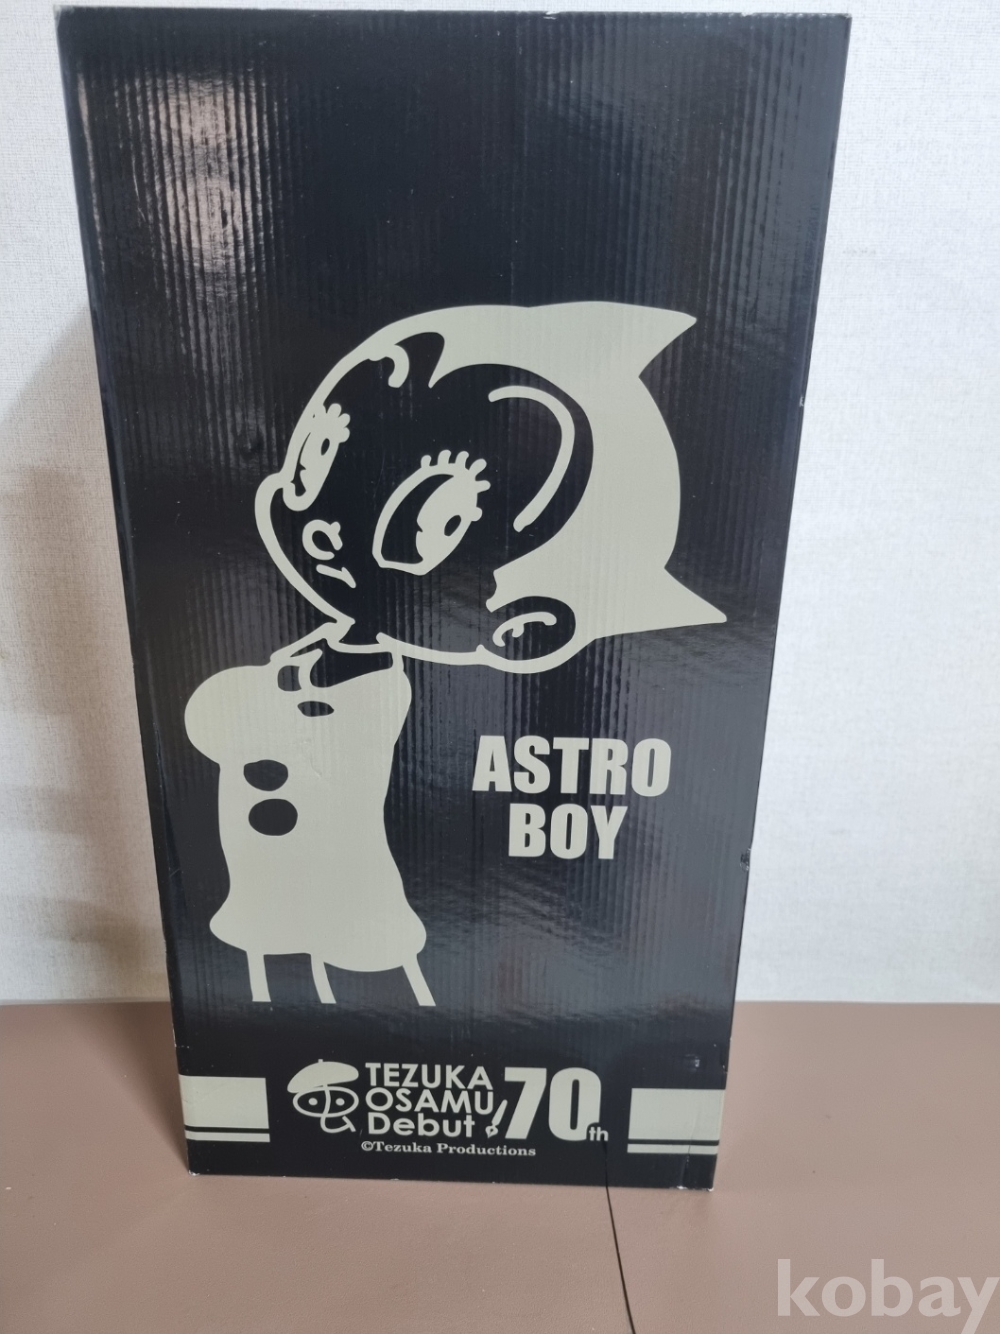 ASTRO
BOY
TEZUKA
OSAMU
Debut! 70th
©Tezuka Productions
kobay